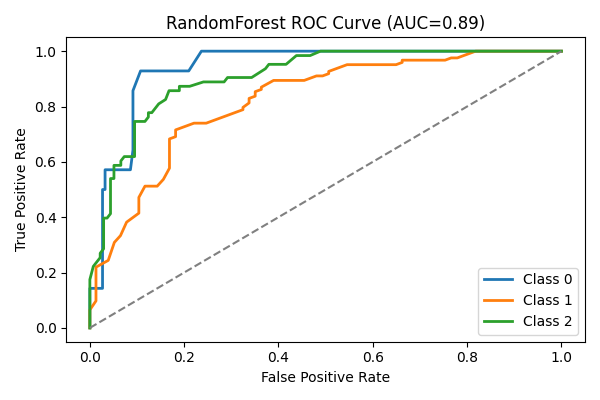 RandomForest ROC Curve (AUC=0.89)
True Positive Rate
1.0
0.8
0.6
0.4
0.2
0.0
Class 0
Class 1
Class 2
0.0 0.2 0.4 0.6 0.8 1.0
False Positive Rate